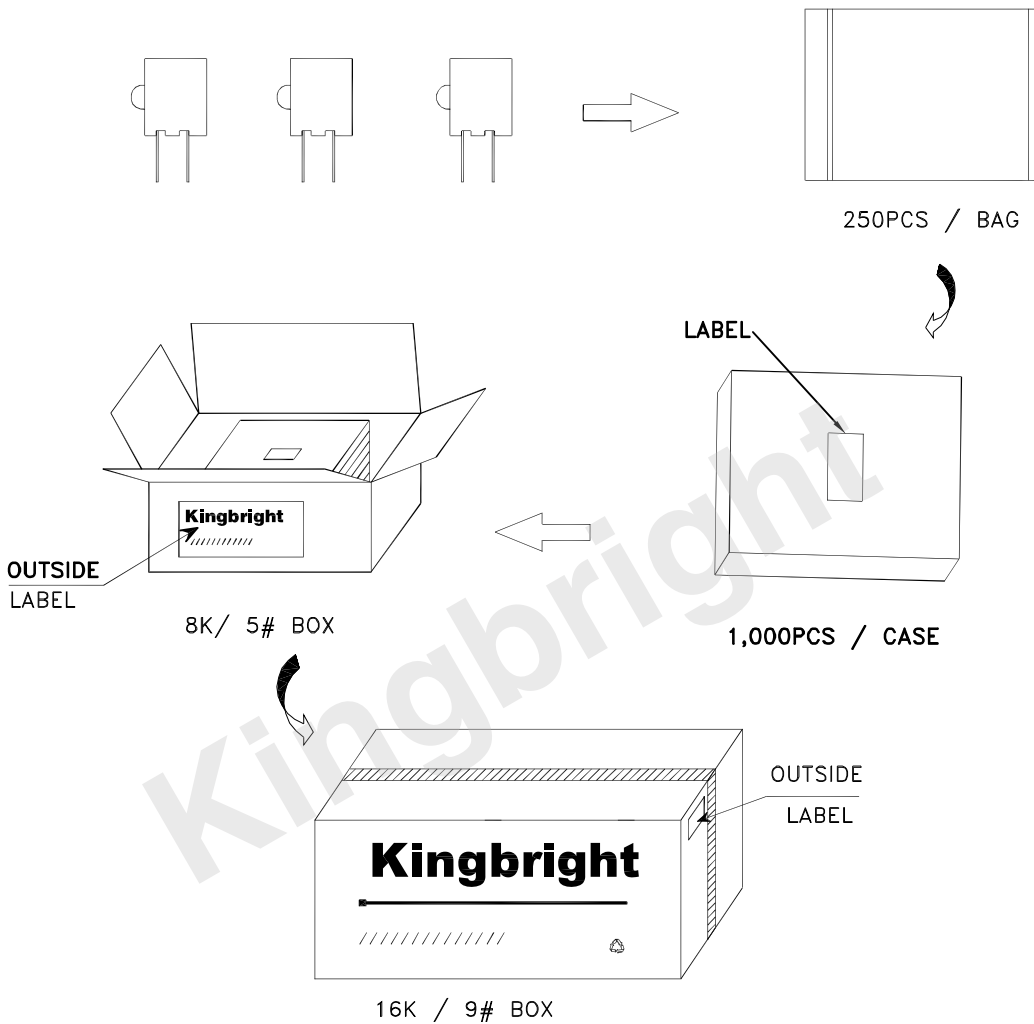 250PCS / BAG
LABEL
Kingbright
OUTSIDE
LABEL
8K/ 5# BOX
1,000PCS / CASE
Kingbright
OUTSIDE
LABEL
Kingbright
16K / 9# BOX